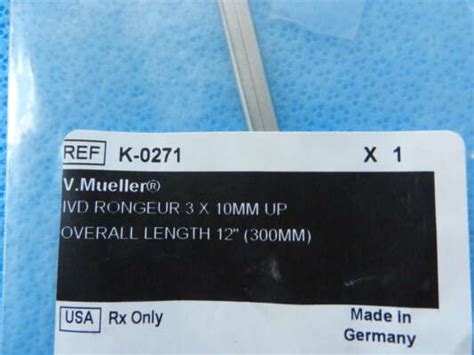 REF K-0271 X 1
V.Mueller®
IVD RONGEUR 3 X 10MM UP
OVERALL LENGTH 12" (300MM)
USA Rx Only Made in
Germany